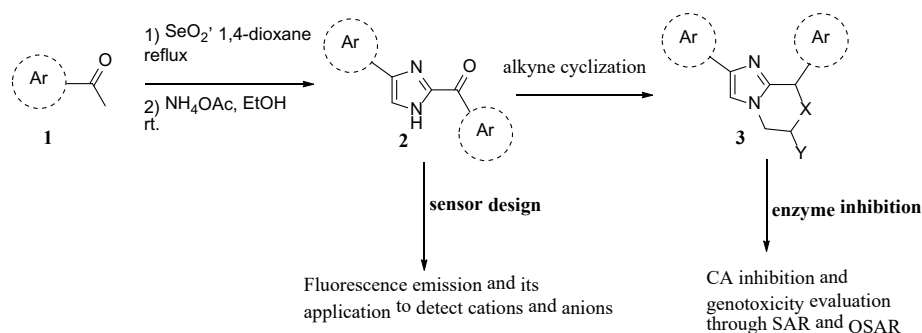 Ar
O
1
1) SeO2, 1,4-dioxane
reflux
2) NH4OAc, EtOH
rt.
Ar
N
N
H
O
Ar
2
alkyne cyclization
Ar
Ar
N
N
X
Y
3
sensor design
enzyme inhibition
Fluorescence emission and its
application to detect cations and anions
CA inhibition and
genotoxicity evaluation
through SAR and QSAR